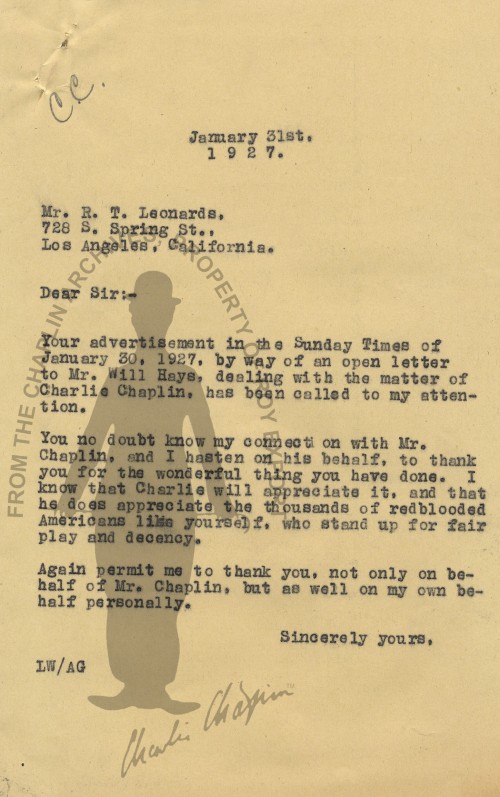 C.C.
January 31st.
1 9 2 7.
Mr. R. T. Leonards,
728 S. Spring St.,
Los Angeles, California.
Dear Sir:-
Your advertisement in the Sunday Times of
January 30, 1927, by way of an open letter
to Mr. Will Hays, dealing with the matter of
Charlie Chaplin, has been called to my atten-
tion.
You no doubt know my connection with Mr.
Chaplin, and I hasten on his behalf, to thank
you for the wonderful thing you have done. I
know that Charlie will appreciate it, and that
he does appreciate the thousands of redblooded
Americans like yourself, who stand up for fair
play and decency.
Again permit me to thank you, not only on be-
half of Mr. Chaplin, but as well on my own be-
half personally.
Sincerely yours,
LW/AG
FROM THE CHAPLIN ARCHIVES, PROPERTY OF ROY EXPORT
Charlie Chaplin™